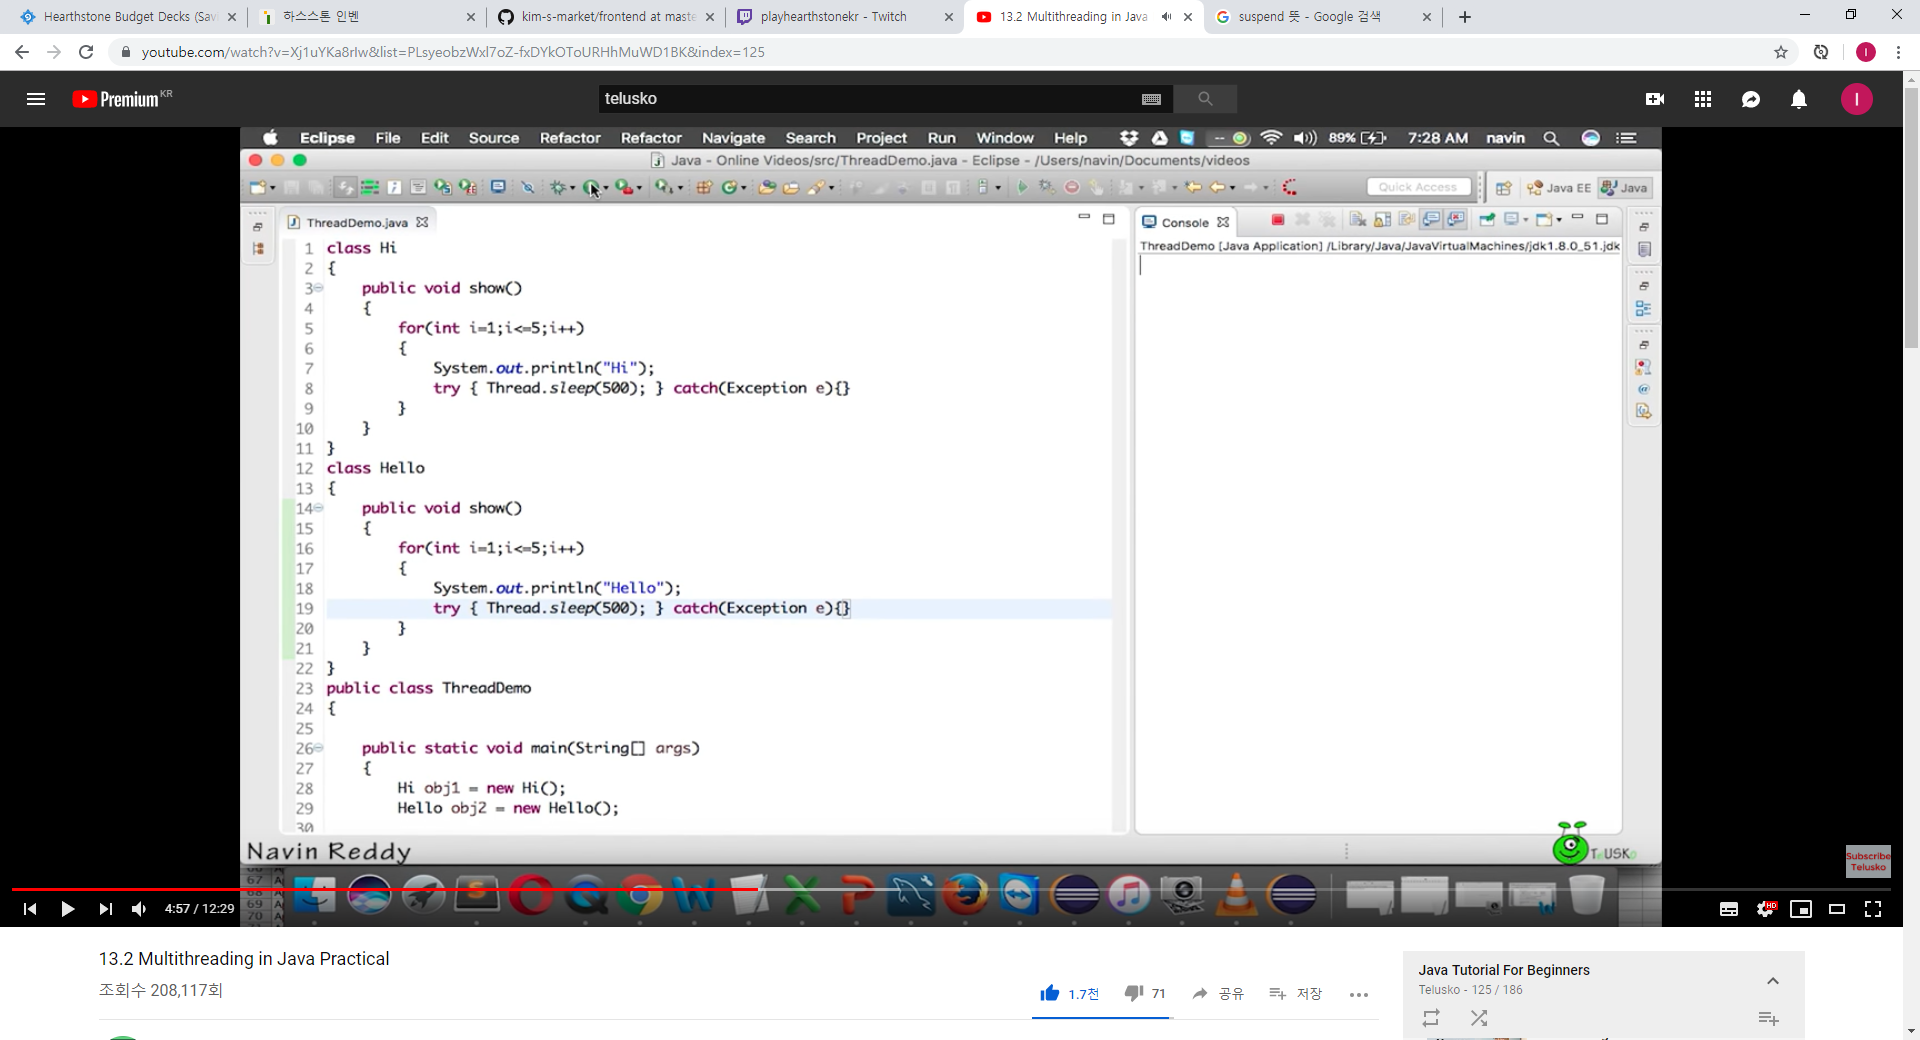 Hearthstone Budget Decks (Sav
하스스톤 인벤
kim-s-market/frontend at maste
playhearthstonekr - Twitch
13.2 Multithreading in Java
suspend 뜻 - Google 검색
youtube.com/watch?v=Xj1uYKa8rIw&list=PLsyeobzWxl7oZ-fxDYkOToURHhMuWD1BK&index=125
Premium KR
telusko
Eclipse File Edit Source Refactor Refactor Navigate Search Project Run Window Help 89% 7:28 AM navin
Java - Online Videos/src/ThreadDemo.java - Eclipse - /Users/navin/Documents/videos
Quick Access Java EE Java
ThreadDemo.java
Console
ThreadDemo [Java Application] /Library/Java/JavaVirtualMachines/jdk1.8.0_51.jdk
1 class Hi
2 {
3 public void show()
4 {
5 for(int i=1;i<=5;i++)
6 {
7 System.out.println("Hi");
8 try { Thread.sleep(500); } catch(Exception e){}
9 }
10 }
11 }
12 class Hello
13 {
14 public void show()
15 {
16 for(int i=1;i<=5;i++)
17 {
18 System.out.println("Hello");
19 try { Thread.sleep(500); } catch(Exception e){}
20 }
21 }
22 }
23 public class ThreadDemo
24 {
25
26 public static void main(String[] args)
27 {
28 Hi obj1 = new Hi();
29 Hello obj2 = new Hello();
30
Navin Reddy
TeUSKo
Subscribe
Telusko
67
68
69
70
4:57 / 12:29
HD
13.2 Multithreading in Java Practical
조회수 208,117회
1.7천 71 공유 저장
Java Tutorial For Beginners
Telusko - 125 / 186